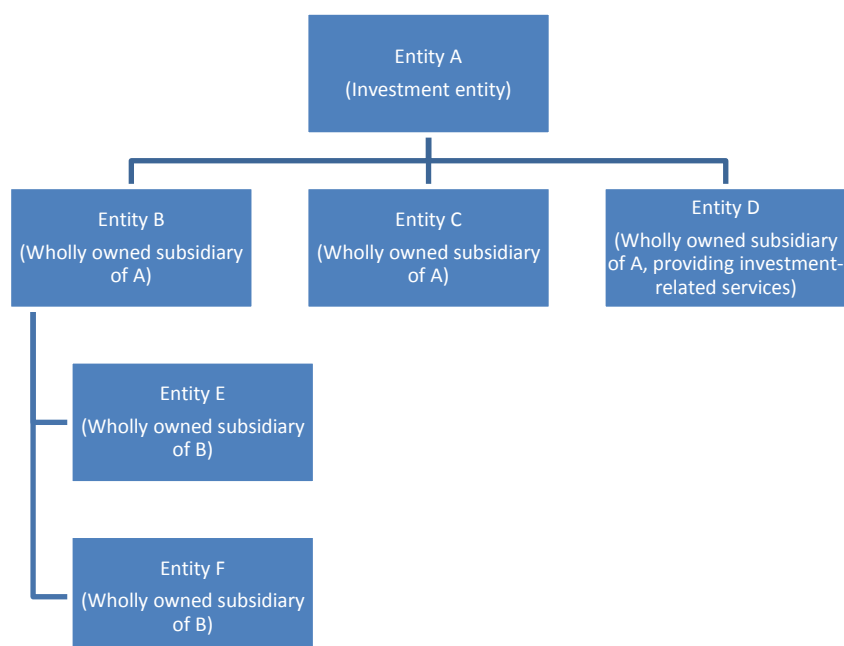 Entity A
(Investment entity)
Entity B
(Wholly owned subsidiary
of A)
Entity C
(Wholly owned subsidiary
of A)
Entity D
(Wholly owned subsidiary
of A, providing investment-
related services)
Entity E
(Wholly owned subsidiary
of B)
Entity F
(Wholly owned subsidiary
of B)